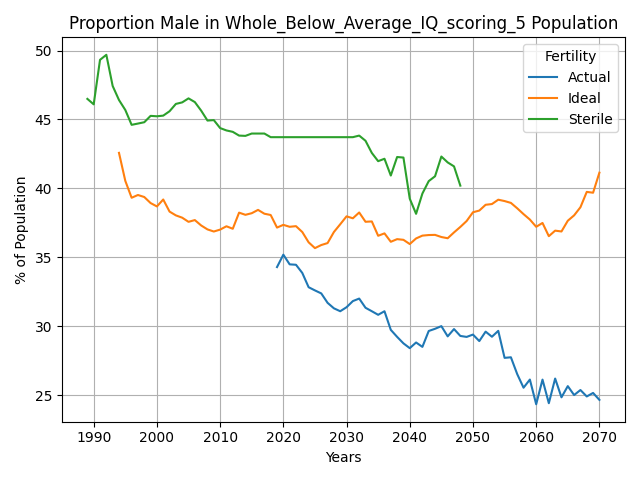 Proportion Male in Whole_Below_Average_IQ_scoring_5 Population
Fertility
Actual
Ideal
Sterile
% of Population
50
45
40
35
30
25
1990 2000 2010 2020 2030 2040 2050 2060 2070
Years